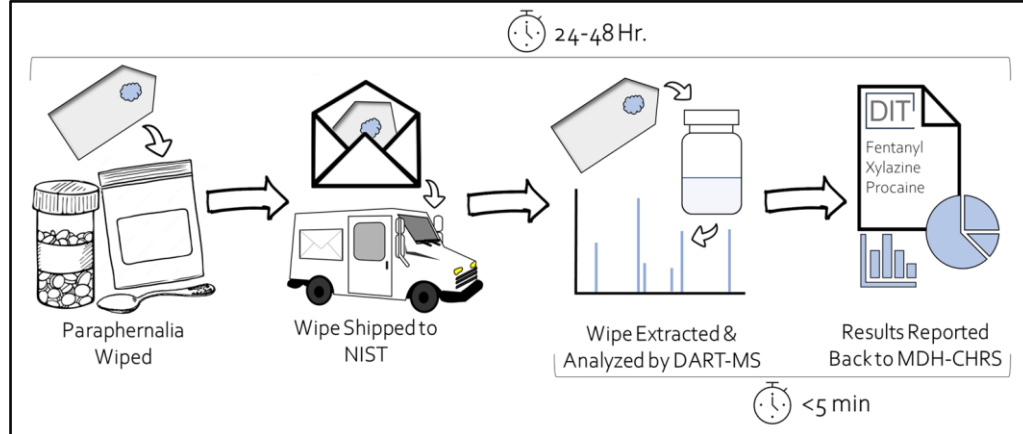 24-48 Hr.
DIT
Fentanyl
Xylazine
Procaine
Paraphernalia
Wiped
Wipe Shipped to
NIST
Wipe Extracted &
Analyzed by DART-MS
Results Reported
Back to MDH-CHRS
<5 min